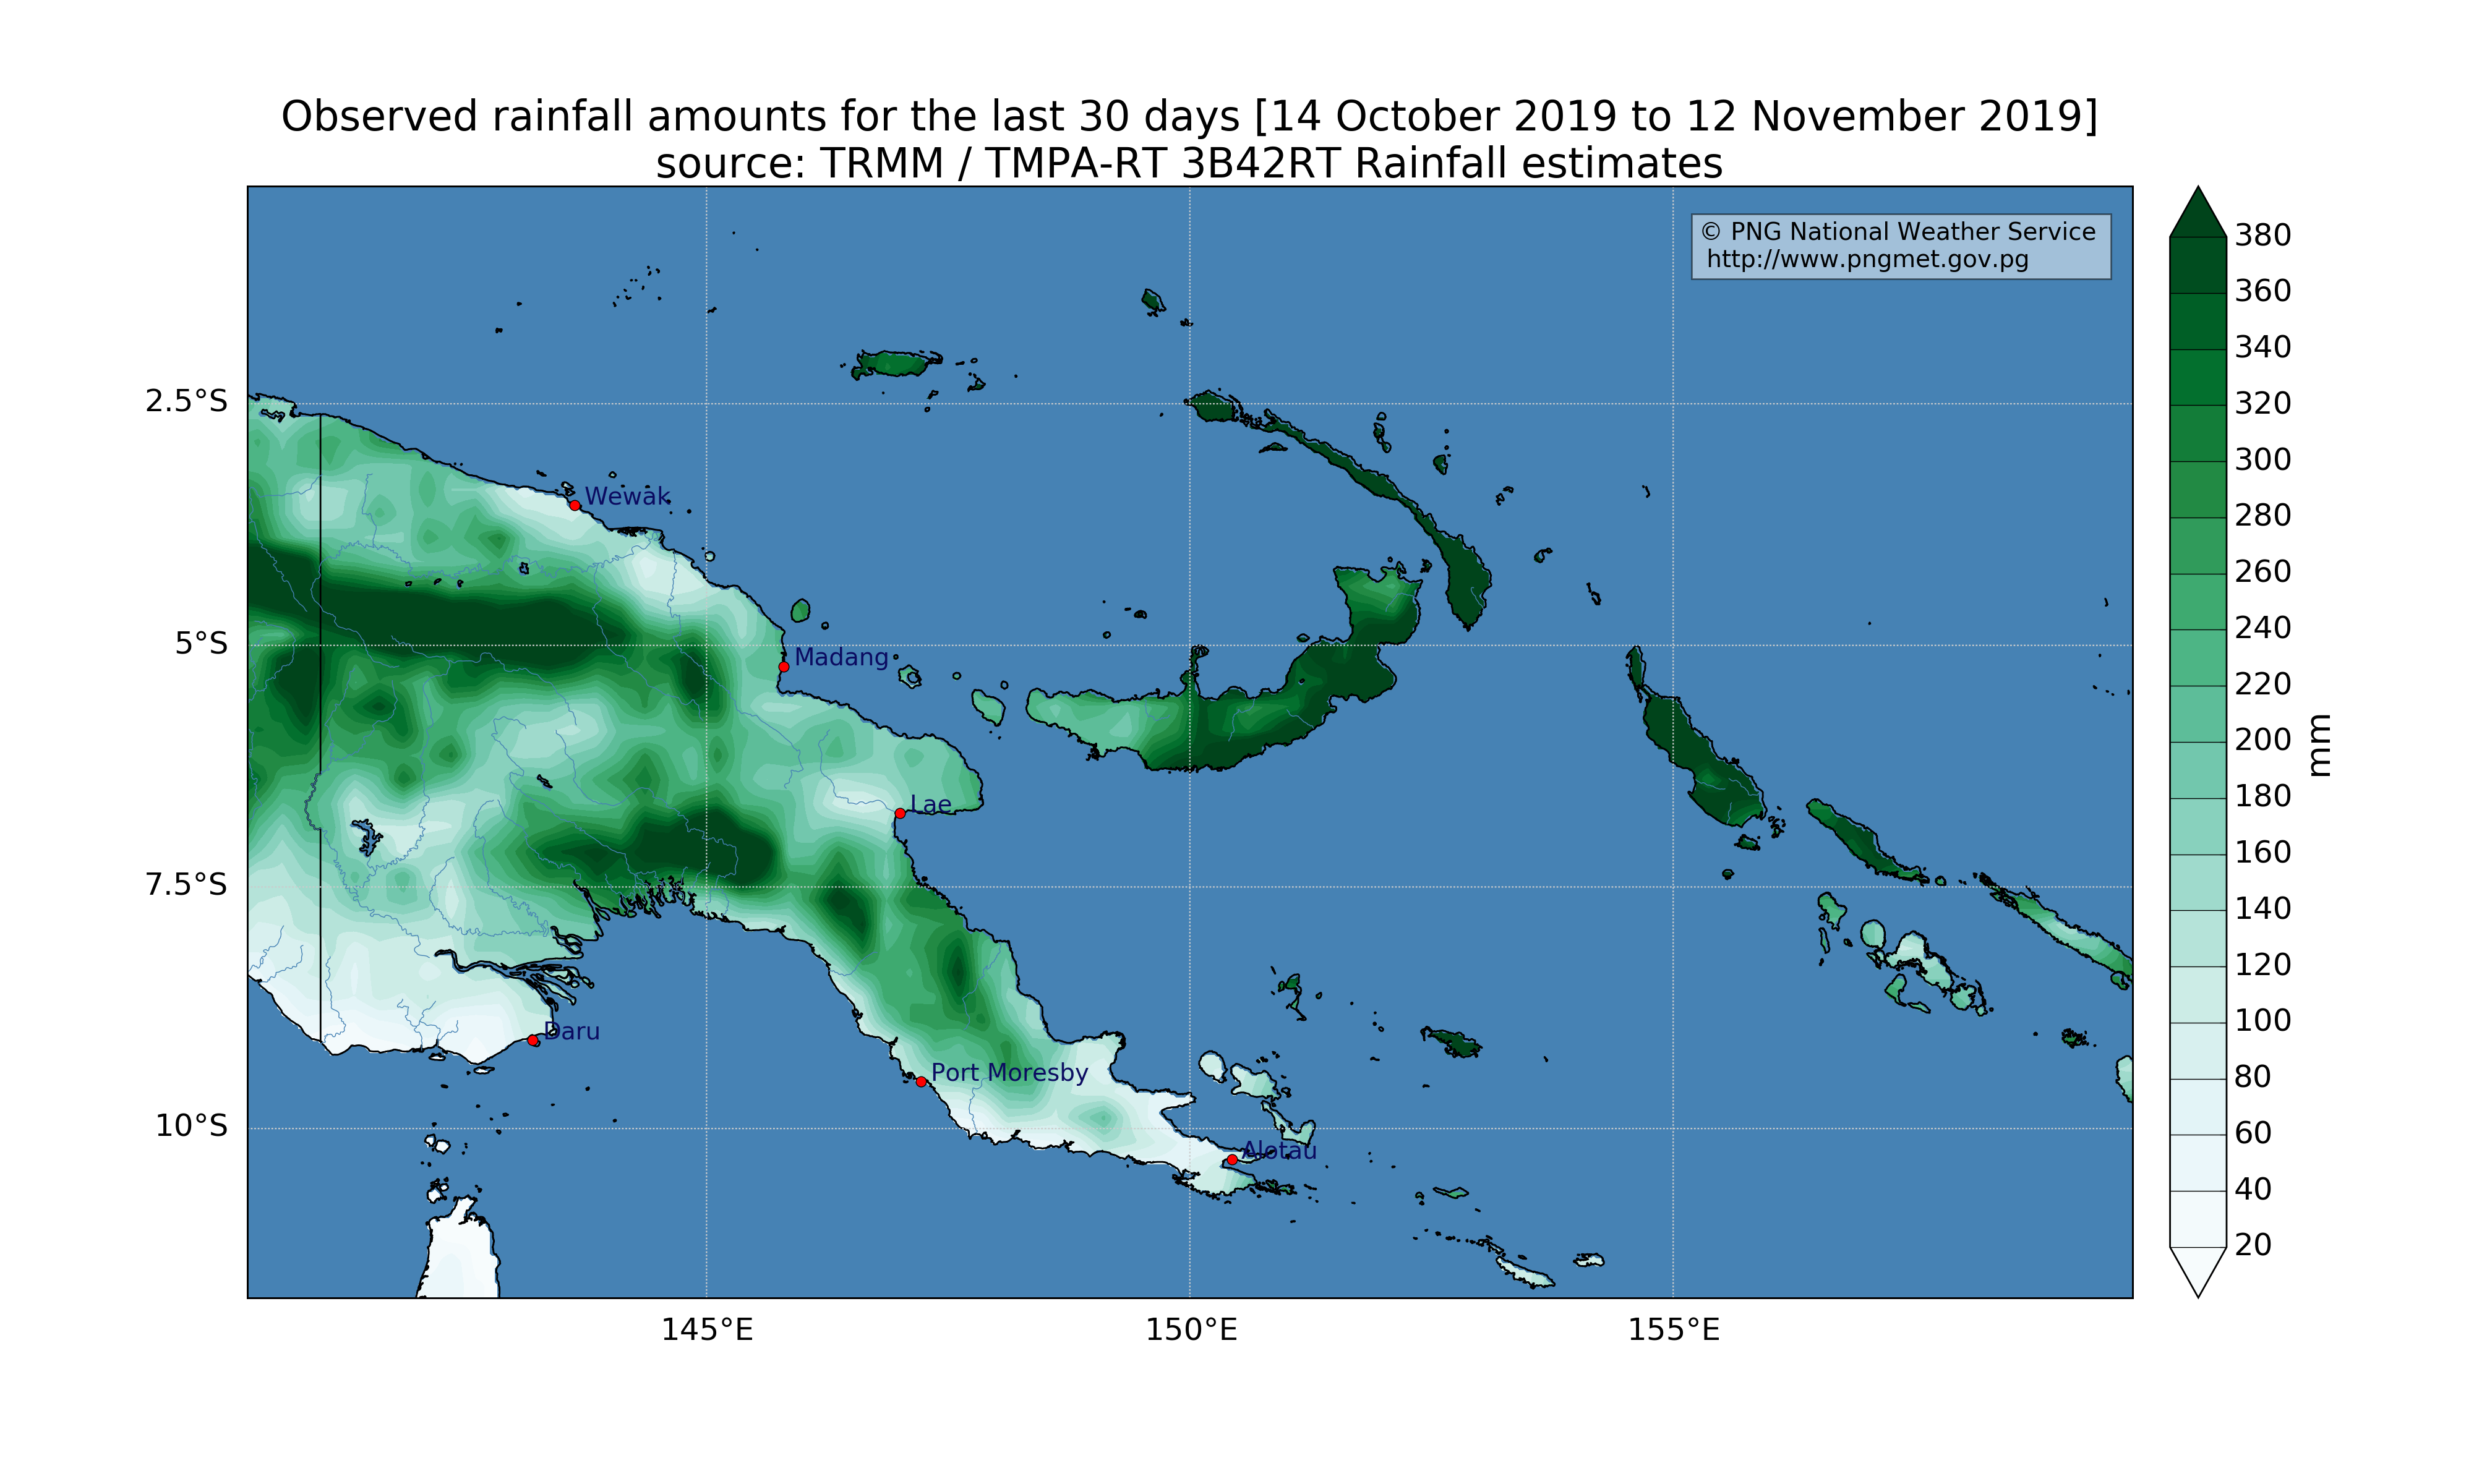 Observed rainfall amounts for the last 30 days [14 October 2019 to 12 November 2019]
source: TRMM / TMPA-RT 3B42RT Rainfall estimates
© PNG National Weather Service
http://www.pngmet.gov.pg
380
360
340
320
300
280
260
240
220
200
180
160
140
120
100
80
60
40
20
mm
2.5°S
5°S
7.5°S
10°S
Wewak
Madang
Lae
Daru
Port Moresby
Alotau
145°E
150°E
155°E